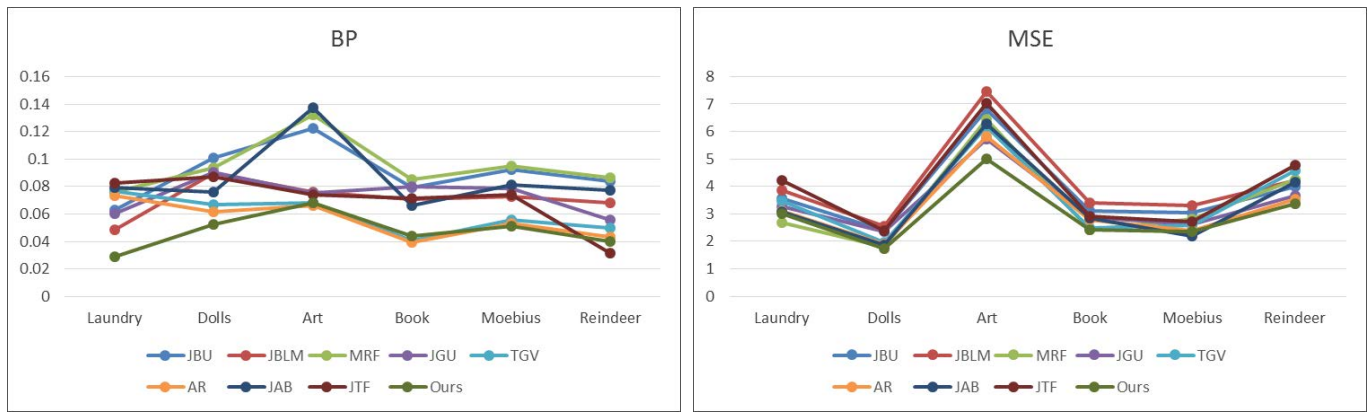 BP
0.16
0.14
0.12
0.1
0.08
0.06
0.04
0.02
0
Laundry Dolls Art Book Moebius Reindeer
JBU JBLM MRF JGU TGV
AR JAB JTF Ours
MSE
8
7
6
5
4
3
2
1
0
Laundry Dolls Art Book Moebius Reindeer
JBU JBLM MRF JGU TGV
AR JAB JTF Ours